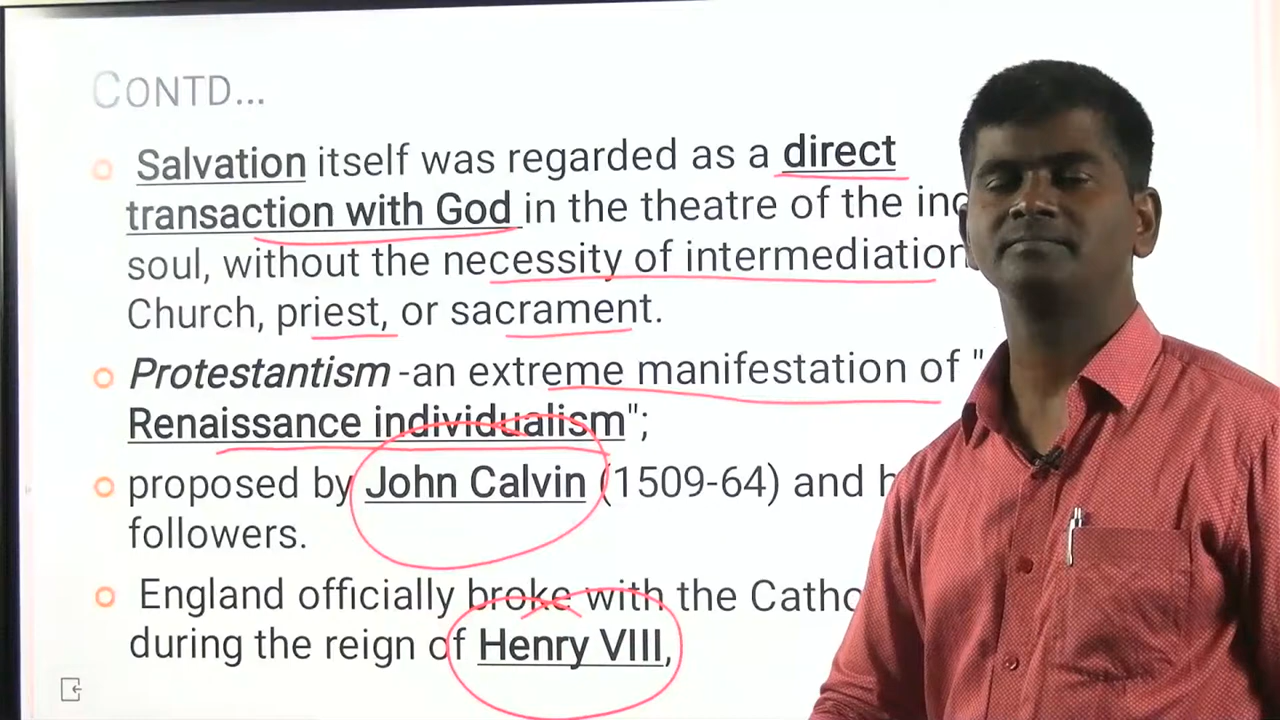 CONTD...
Salvation itself was regarded as a direct
transaction with God in the theatre of the
soul, without the necessity of intermediation
Church, priest, or sacrament.
Protestantism -an extreme manifestation of "
Renaissance individualism";
proposed by John Calvin (1509-64) and
followers.
England officially broke with the
during the reign of Henry VIII,